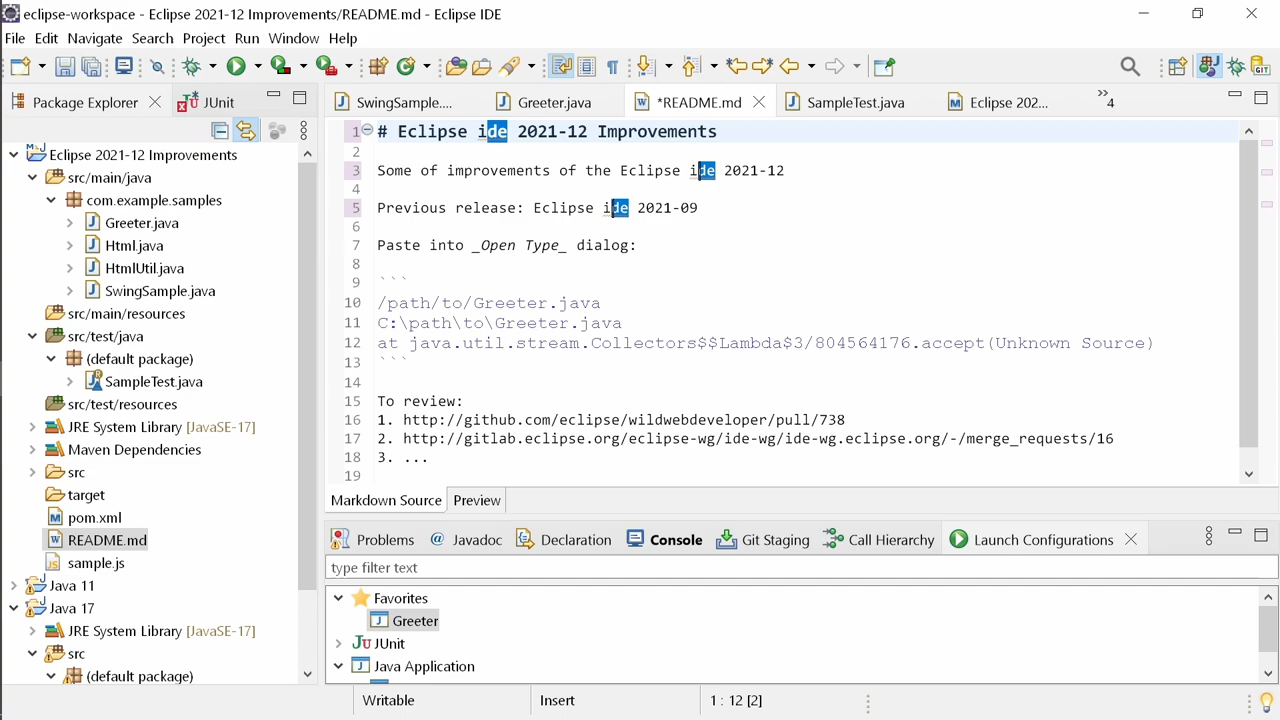 eclipse-workspace - Eclipse 2021-12 Improvements/README.md - Eclipse IDE
File Edit Navigate Search Project Run Window Help
Package Explorer
JUnit
SwingSample....
Greeter.java
*README.md
SampleTest.java
Eclipse 202...
4
Eclipse 2021-12 Improvements
src/main/java
com.example.samples
Greeter.java
Html.java
HtmlUtil.java
SwingSample.java
src/main/resources
src/test/java
(default package)
SampleTest.java
src/test/resources
JRE System Library [JavaSE-17]
Maven Dependencies
src
target
pom.xml
README.md
sample.js
Java 11
Java 17
JRE System Library [JavaSE-17]
src
(default package)
1 # Eclipse ide 2021-12 Improvements
2
3 Some of improvements of the Eclipse ide 2021-12
4
5 Previous release: Eclipse ide 2021-09
6
7 Paste into _Open Type_ dialog:
8
9 ```
10 /path/to/Greeter.java
11 C:\path\to\Greeter.java
12 at java.util.stream.Collectors$$Lambda$3/804564176.accept(Unknown Source)
13 ```
14
15 To review:
16 1. http://github.com/eclipse/wildwebdeveloper/pull/738
17 2. http://gitlab.eclipse.org/eclipse-wg/ide-wg/ide-wg.eclipse.org/-/merge_requests/16
18 3. ...
19
Markdown Source
Preview
Problems
@ Javadoc
Declaration
Console
Git Staging
Call Hierarchy
Launch Configurations
type filter text
Favorites
Greeter
JUnit
Java Application
Writable
Insert
1 : 12 [2]